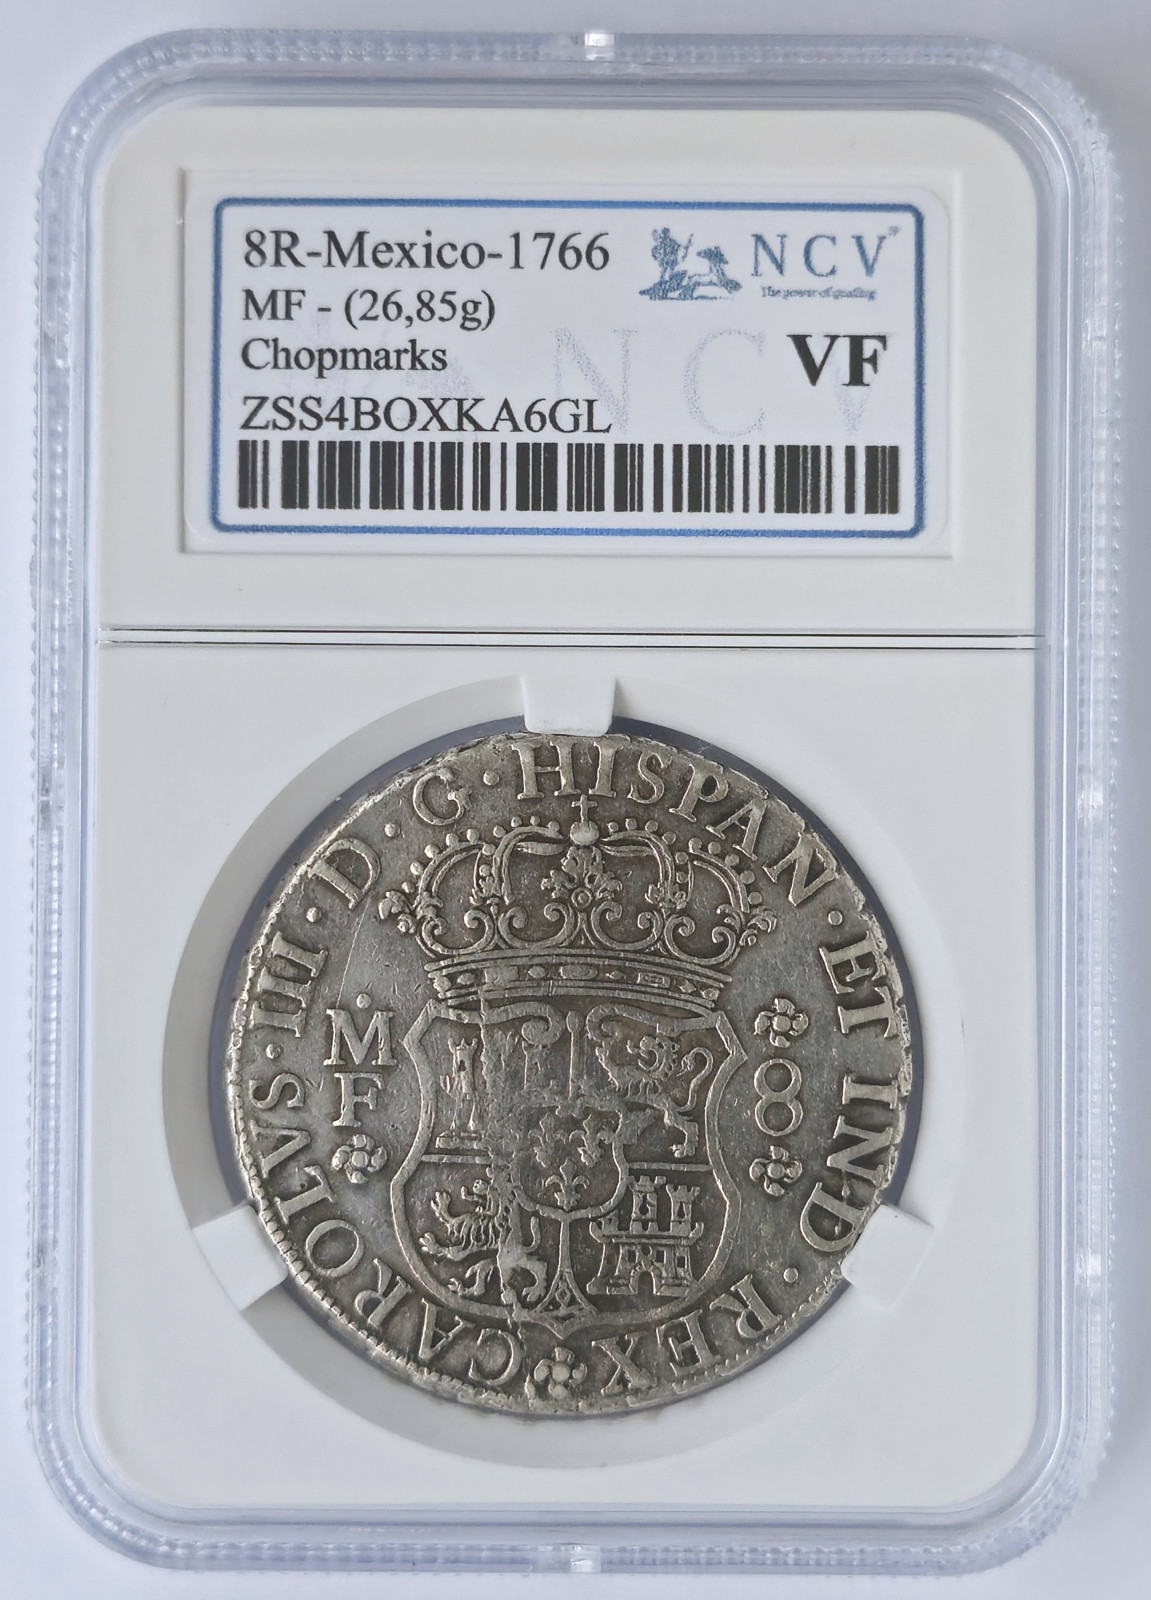 8R-Mexico-1766
MF - (26,85g)
Chopmarks
ZSS4BOXKA6GL
NCV
The power of grading
VF
NCV
CAROLVS·III·D·G·HISPAN·ET IND·REX
M
F
8